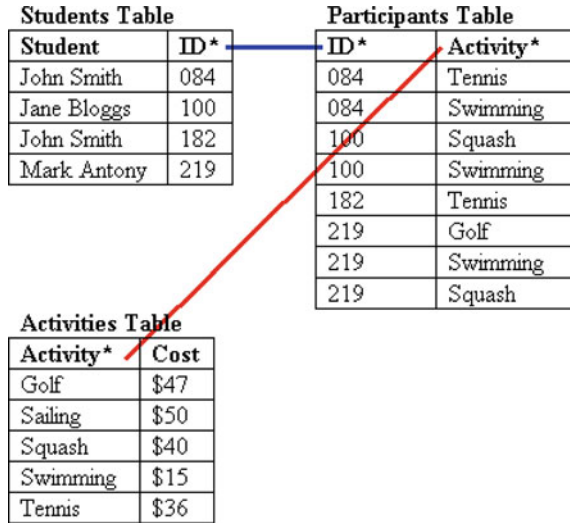 Students Table
Student ID*
John Smith 084
Jane Bloggs 100
John Smith 182
Mark Antony 219
Participants Table
ID* Activity*
084 Tennis
084 Swimming
100 Squash
100 Swimming
182 Tennis
219 Golf
219 Swimming
219 Squash
Activities Table
Activity* Cost
Golf $47
Sailing $50
Squash $40
Swimming $15
Tennis $36